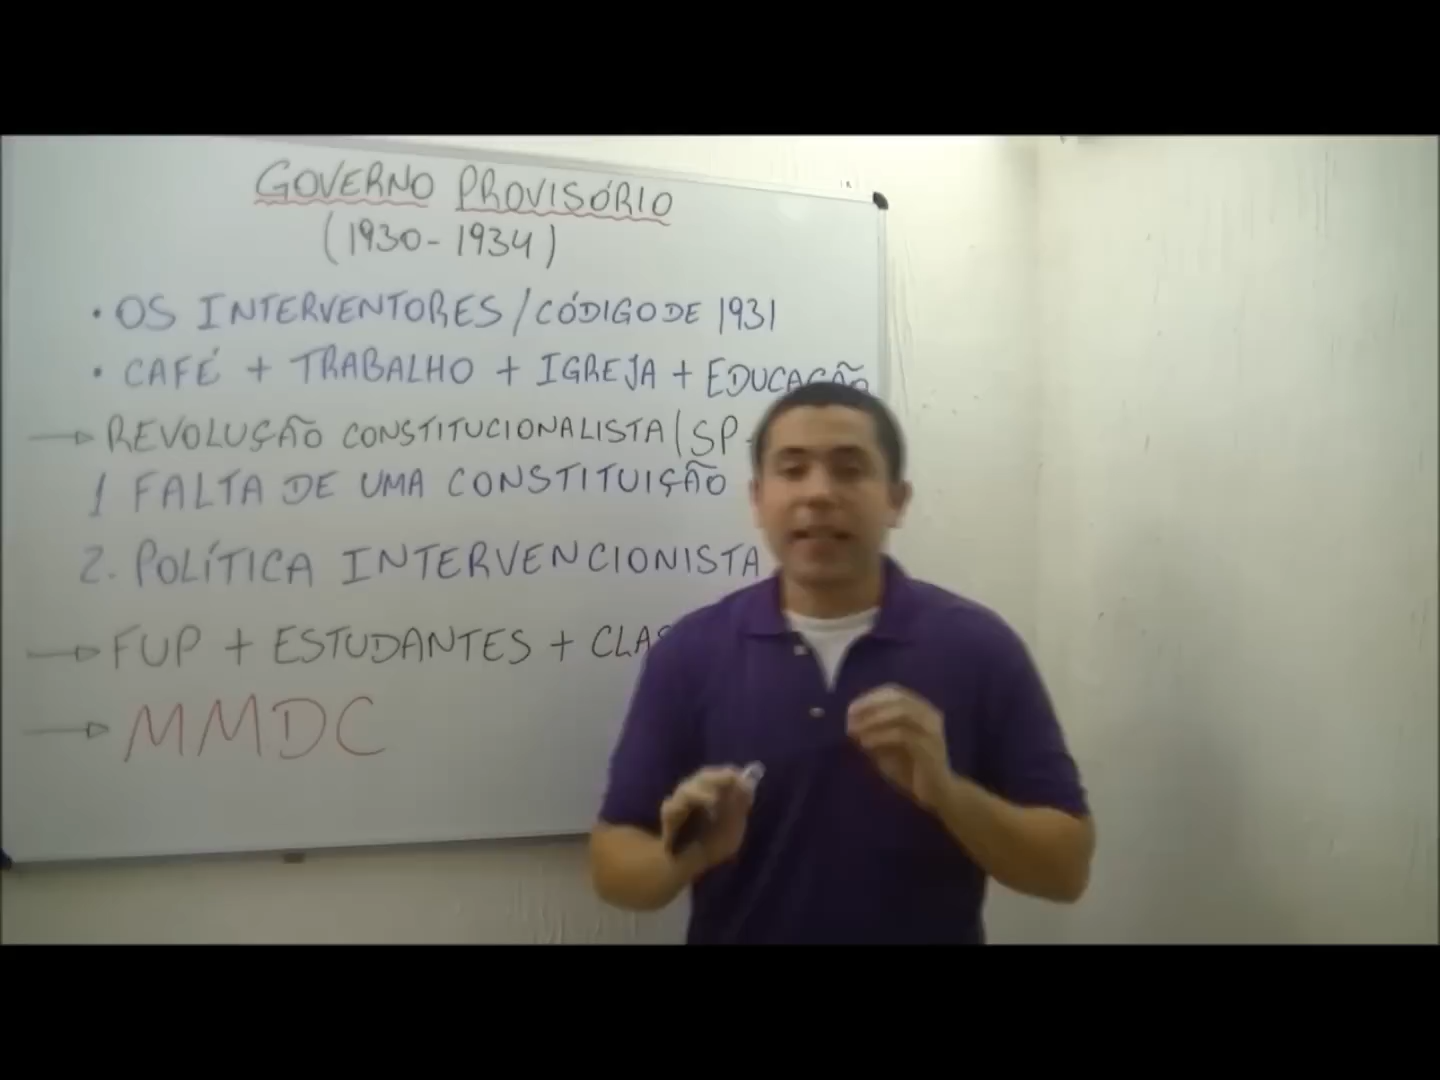 GOVERNO PROVISÓRIO
(1930-1934)
• OS INTERVENTORES / CÓDIGO DE 1931
• CAFÉ + TRABALHO + IGREJA + EDUCAÇÃO
→ REVOLUÇÃO CONSTITUCIONALISTA (SP-
1 FALTA DE UMA CONSTITUIÇÃO
2. POLÍTICA INTERVENCIONISTA
→ FUP + ESTUDANTES + CLAS
→ MMDC